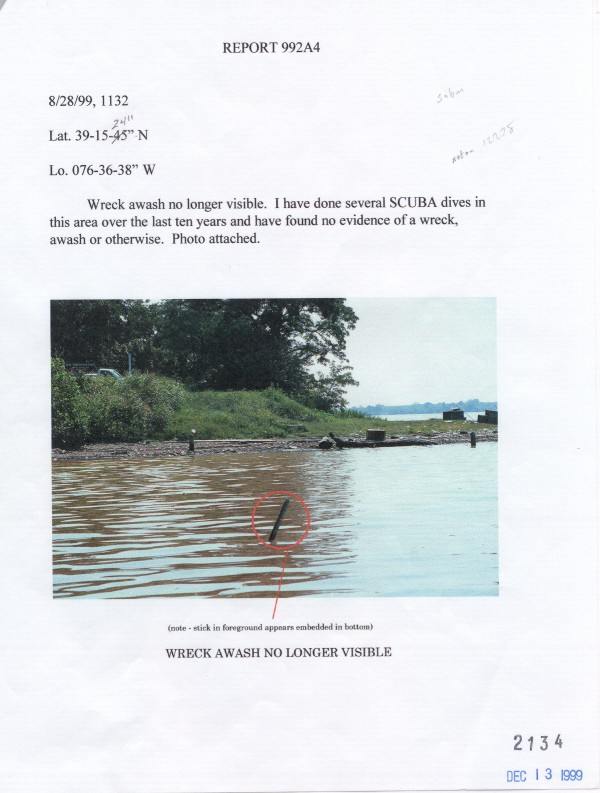 REPORT 992A4
8/28/99, 1132
24"
Lat. 39-15-45" N
Lo. 076-36-38" W
Wreck awash no longer visible. I have done several SCUBA dives in
this area over the last ten years and have found no evidence of a wreck,
awash or otherwise. Photo attached.
(note - stick in foreground appears embedded in bottom)
WRECK AWASH NO LONGER VISIBLE
2134
DEC 13 1999